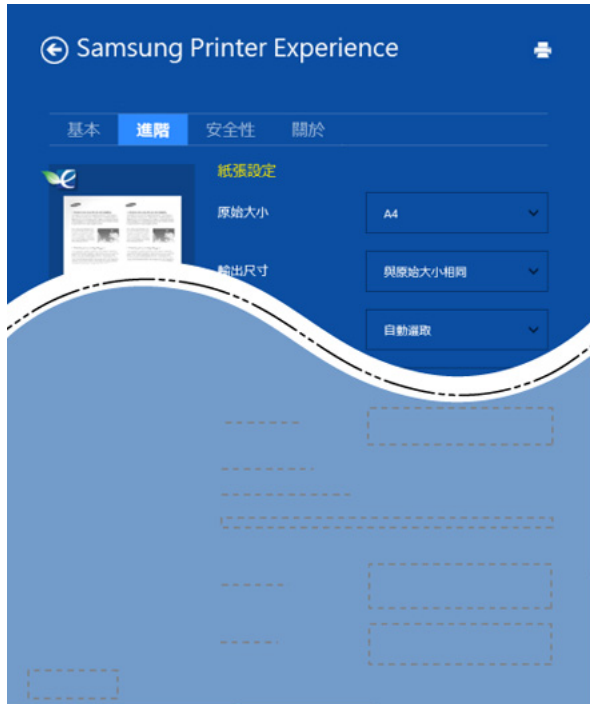 Samsung Printer Experience
基本 進階 安全性 關於
紙張設定
原始大小 A4
輸出尺寸 與原始大小相同
自動選取